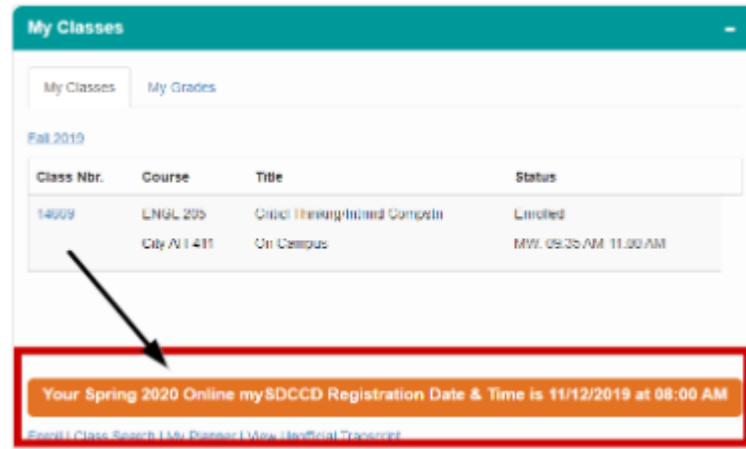 My Classes –
My Classes My Grades
Fall 2019
Class Nbr. Course Title Status
ENGL 205 Enrolled
City On Campus MW. 09:35 AM 11:00 AM
Your Spring 2020 Online mySDCCD Registration Date & Time is 11/12/2019 at 08:00 AM
Enroll | Class Search | My Planner | View Unofficial Transcript